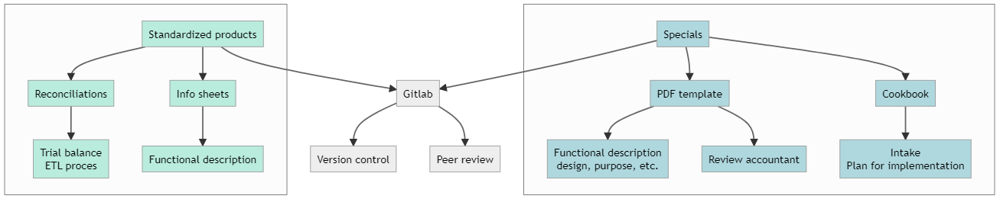 Standardized products
Specials
Reconciliations
Info sheets
Gitlab
PDF template
Cookbook
Trial balance
ETL proces
Functional description
Version control
Peer review
Functional description
design, purpose, etc.
Review accountant
Intake
Plan for implementation